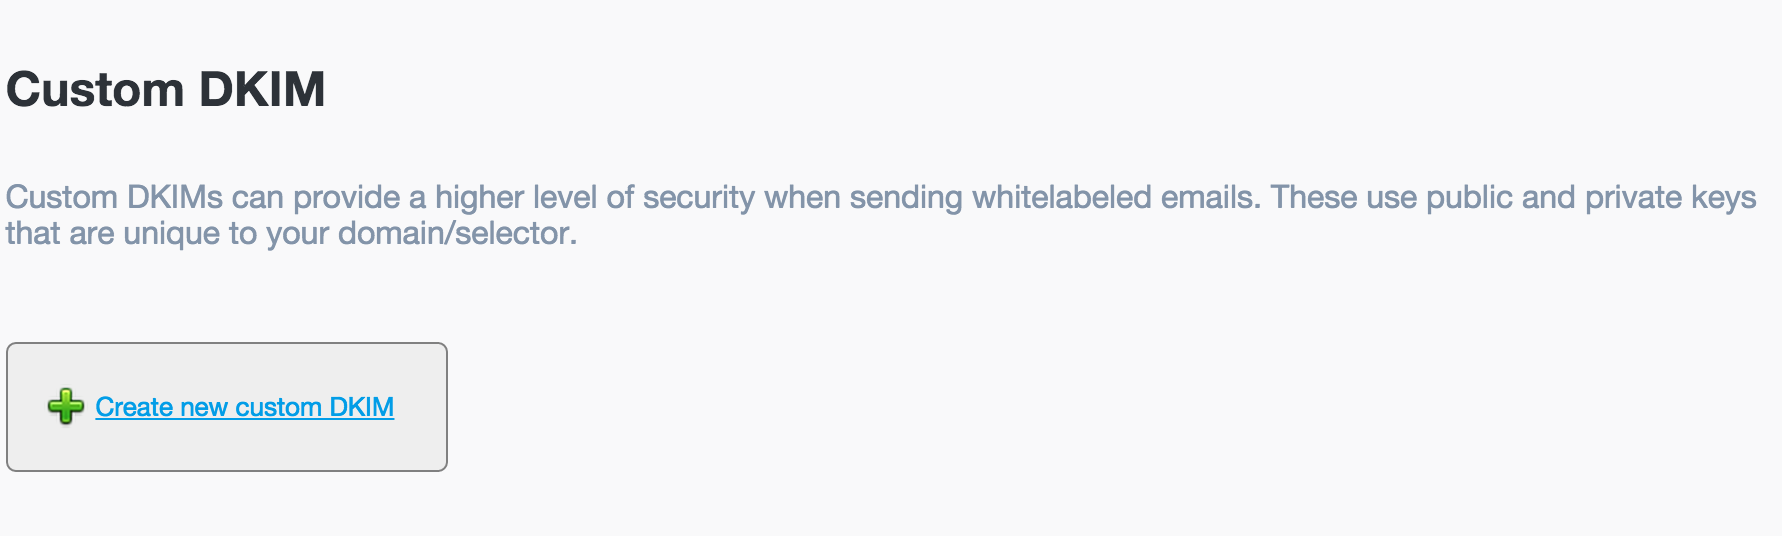 Custom DKIM
Custom DKIMs can provide a higher level of security when sending whitelabeled emails. These use public and private keys
that are unique to your domain/selector.
Create new custom DKIM